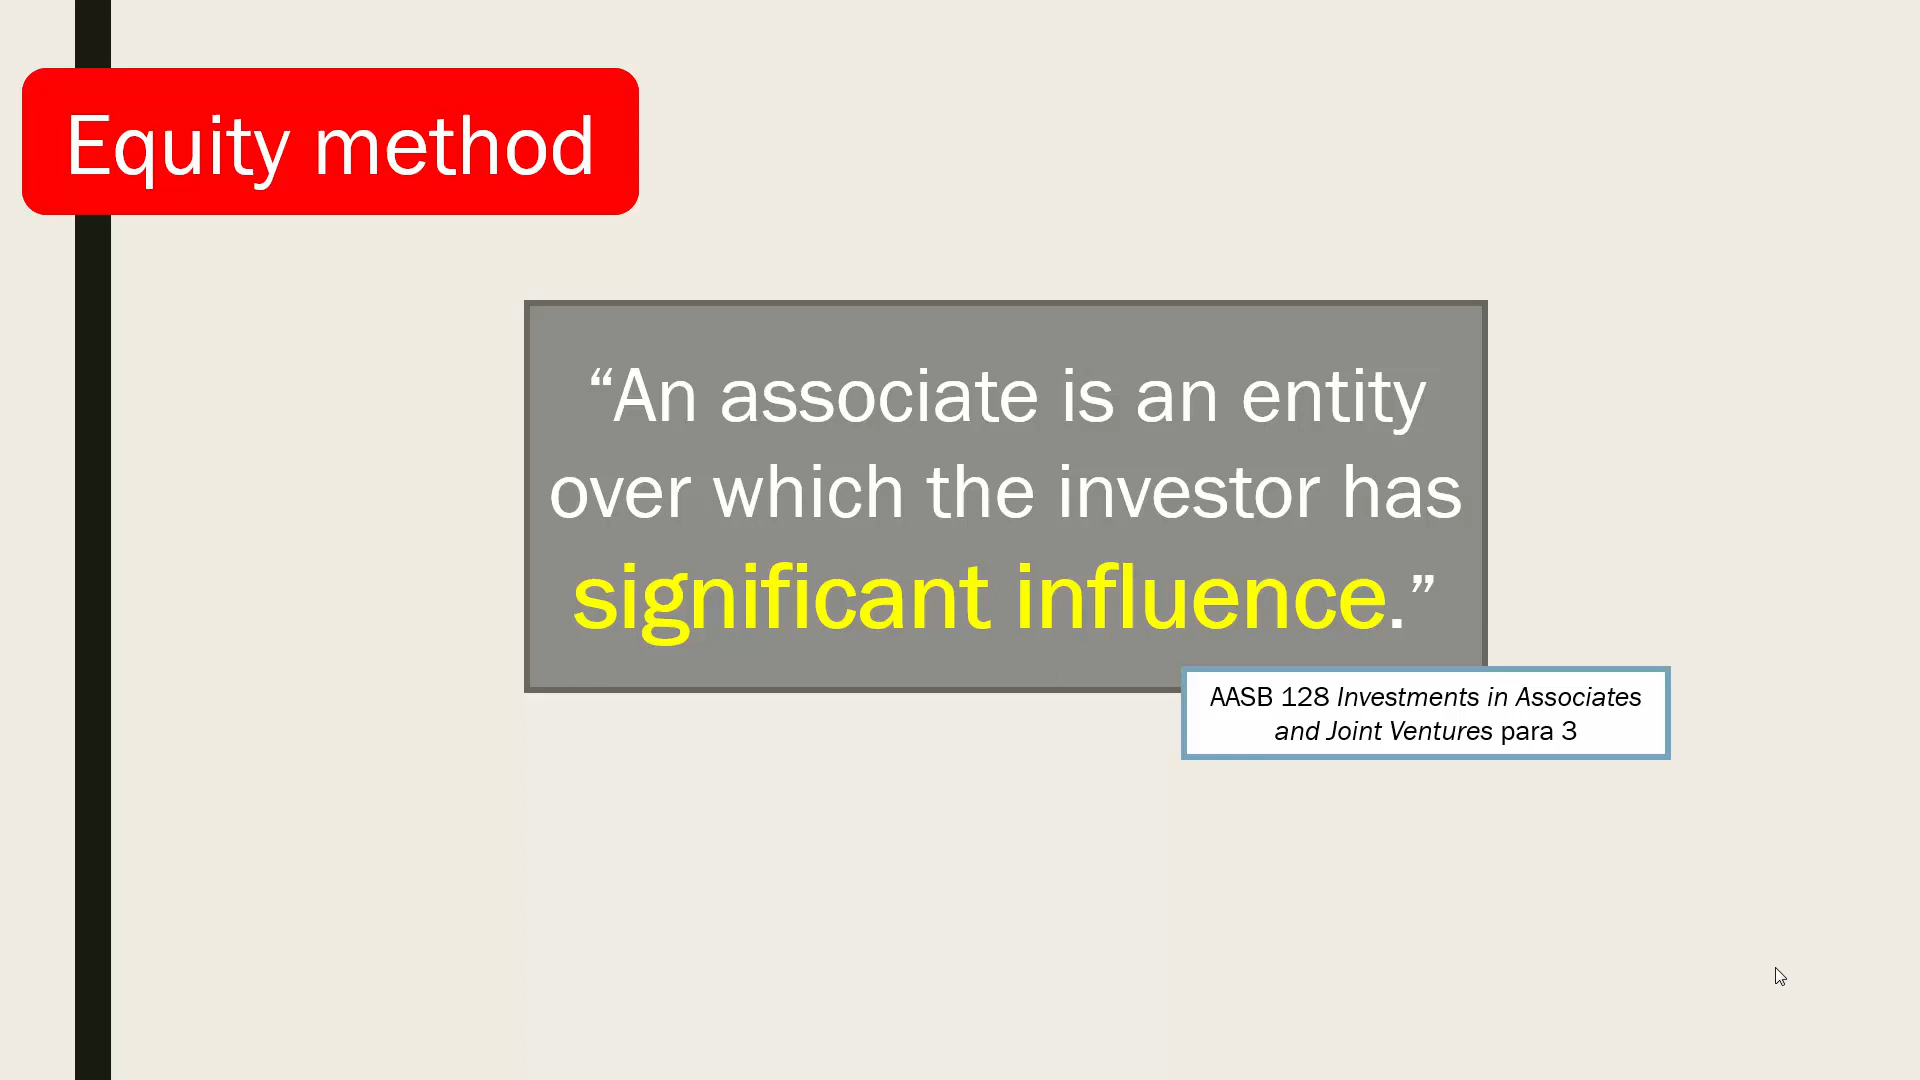 Equity method
“An associate is an entity
over which the investor has
significant influence.”
AASB 128 Investments in Associates
and Joint Ventures para 3